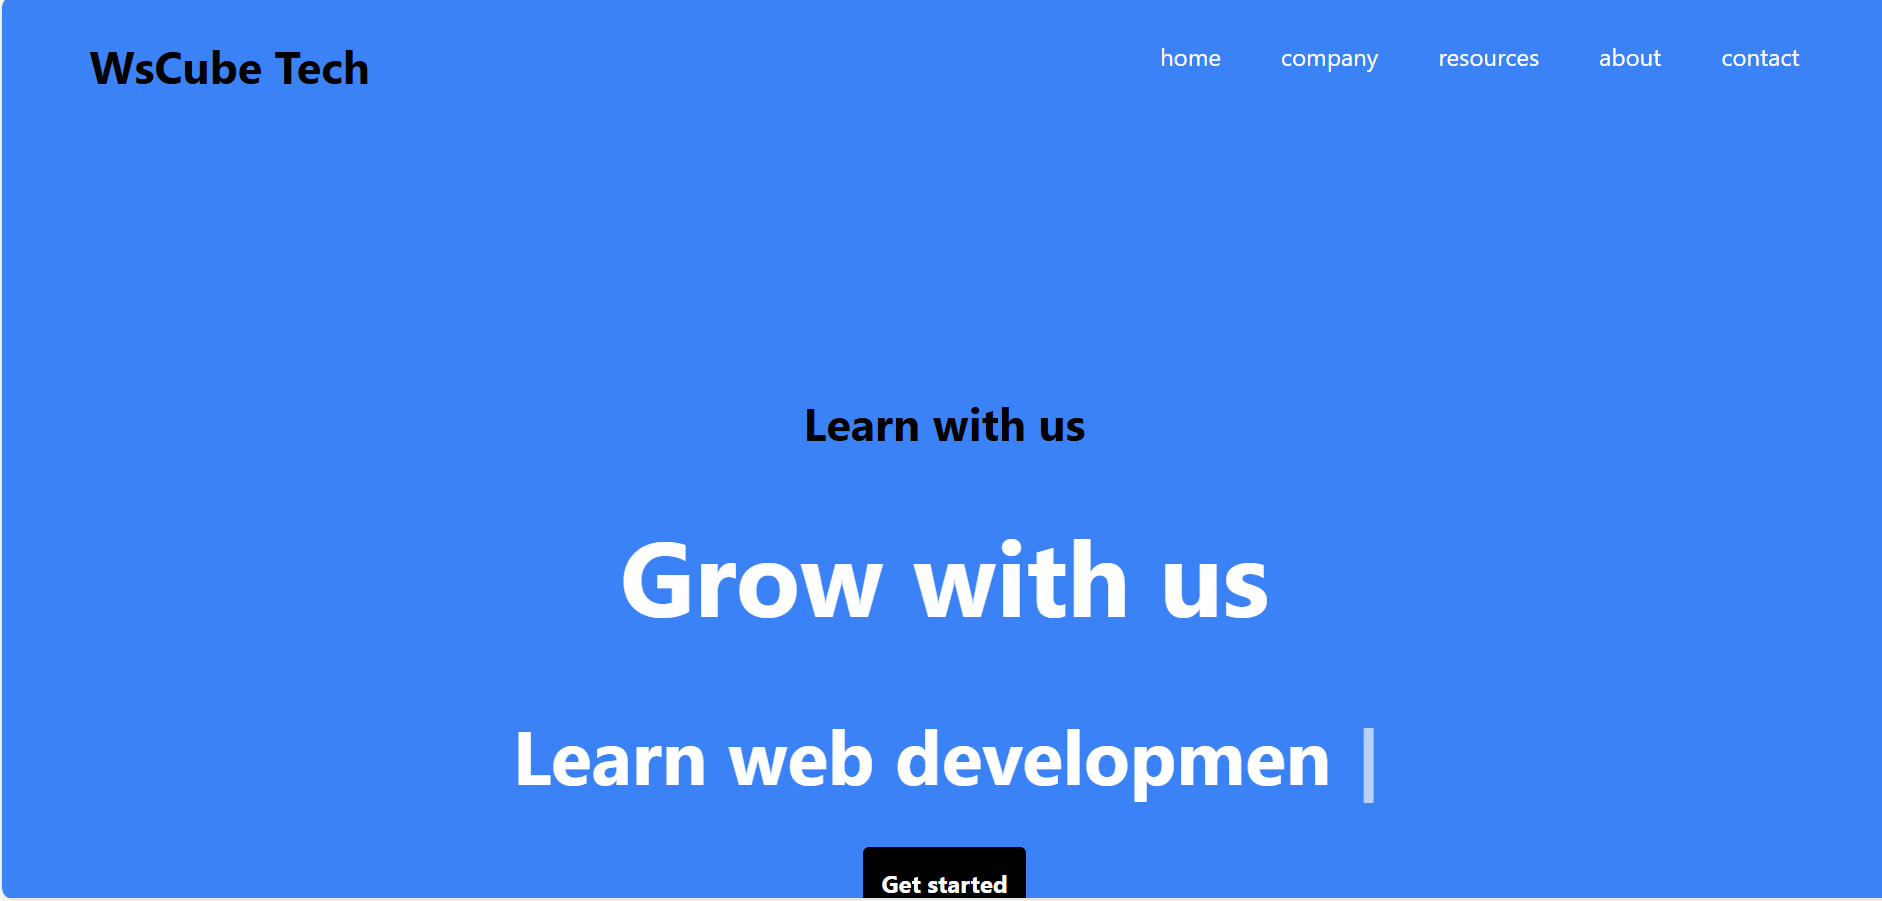 WsCube Tech
home company resources about contact
Learn with us
Grow with us
Learn web developmen |
Get started